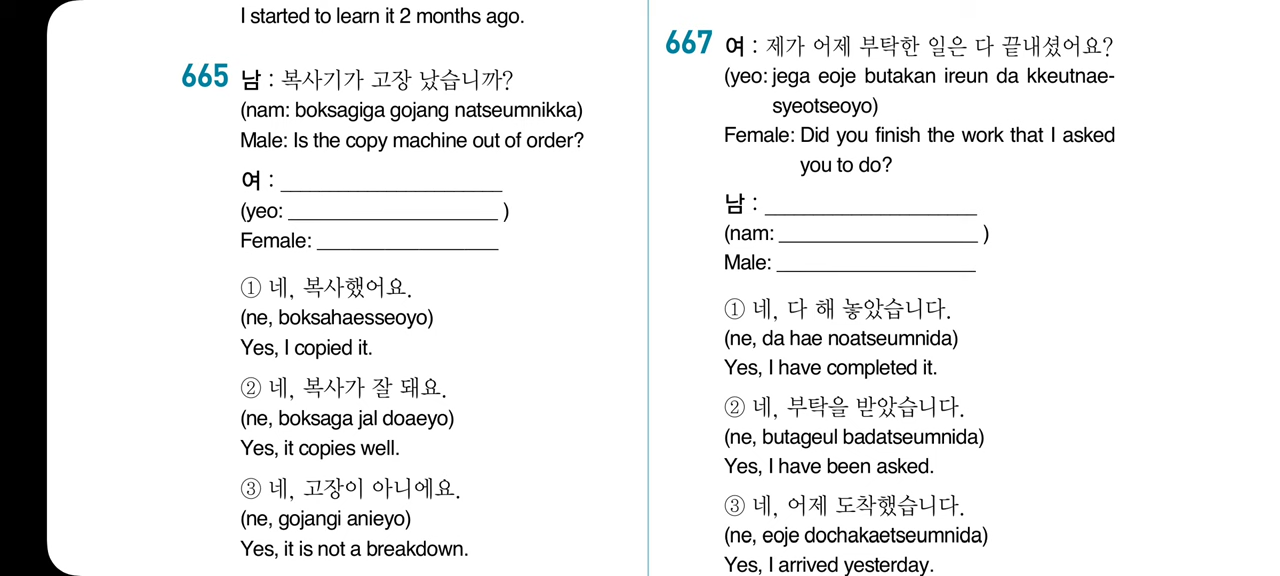 I started to learn it 2 months ago.
665 남 : 복사기가 고장 났습니까?
(nam: boksagiga gojang natseumnikka)
Male: Is the copy machine out of order?
여 : ____________________
(yeo: ____________________ )
Female: ____________________
① 네, 복사했어요.
(ne, boksahaesseoyo)
Yes, I copied it.
② 네, 복사가 잘 돼요.
(ne, boksaga jal doaeyo)
Yes, it copies well.
③ 네, 고장이 아니에요.
(ne, gojangi anieyo)
Yes, it is not a breakdown.
667 여 : 제가 어제 부탁한 일은 다 끝내셨어요?
(yeo: jega eoje butakan ireun da kkeutnae-
syeotseoyo)
Female: Did you finish the work that I asked
you to do?
남 : ____________________
(nam: ____________________ )
Male: ____________________
① 네, 다 해 놓았습니다.
(ne, da hae noatseumnida)
Yes, I have completed it.
② 네, 부탁을 받았습니다.
(ne, butageul badatseumnida)
Yes, I have been asked.
③ 네, 어제 도착했습니다.
(ne, eoje dochakaetseumnida)
Yes, I arrived yesterday.